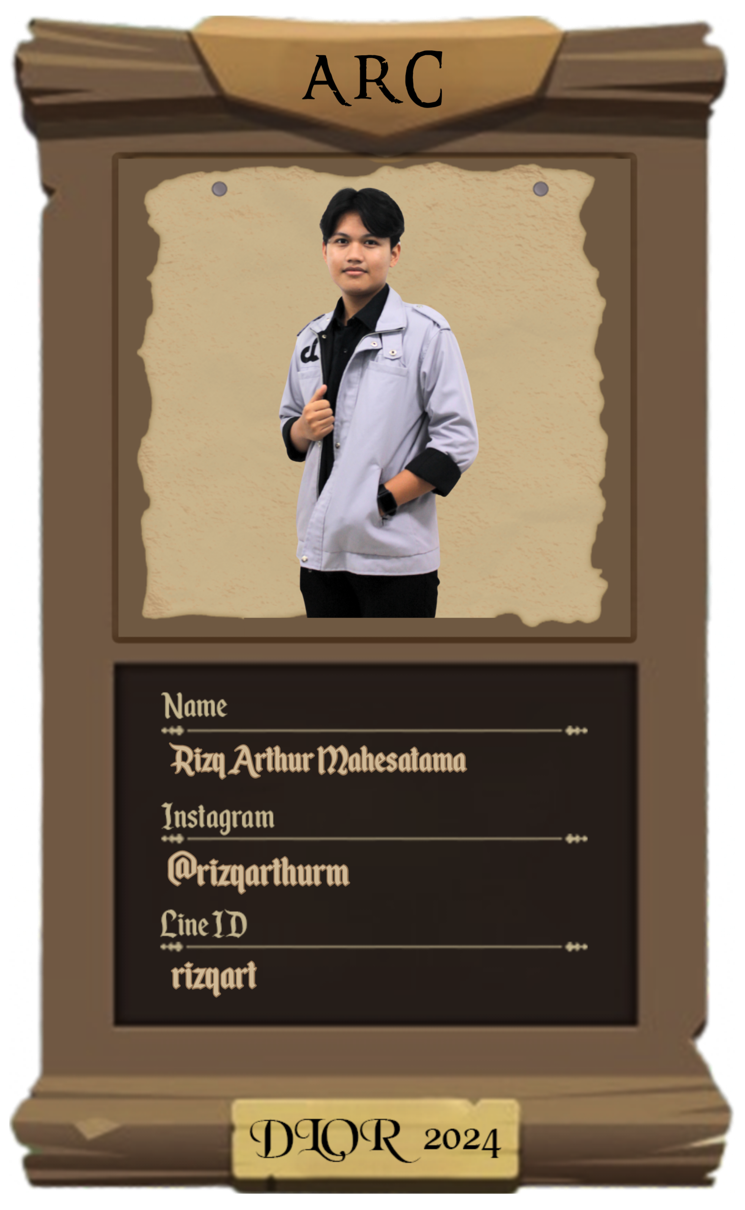 ARC
Name
Rizq Arthur Mahesatama
Instagram
@rizqarthurm
Line ID
rizqart
DLOR 2024